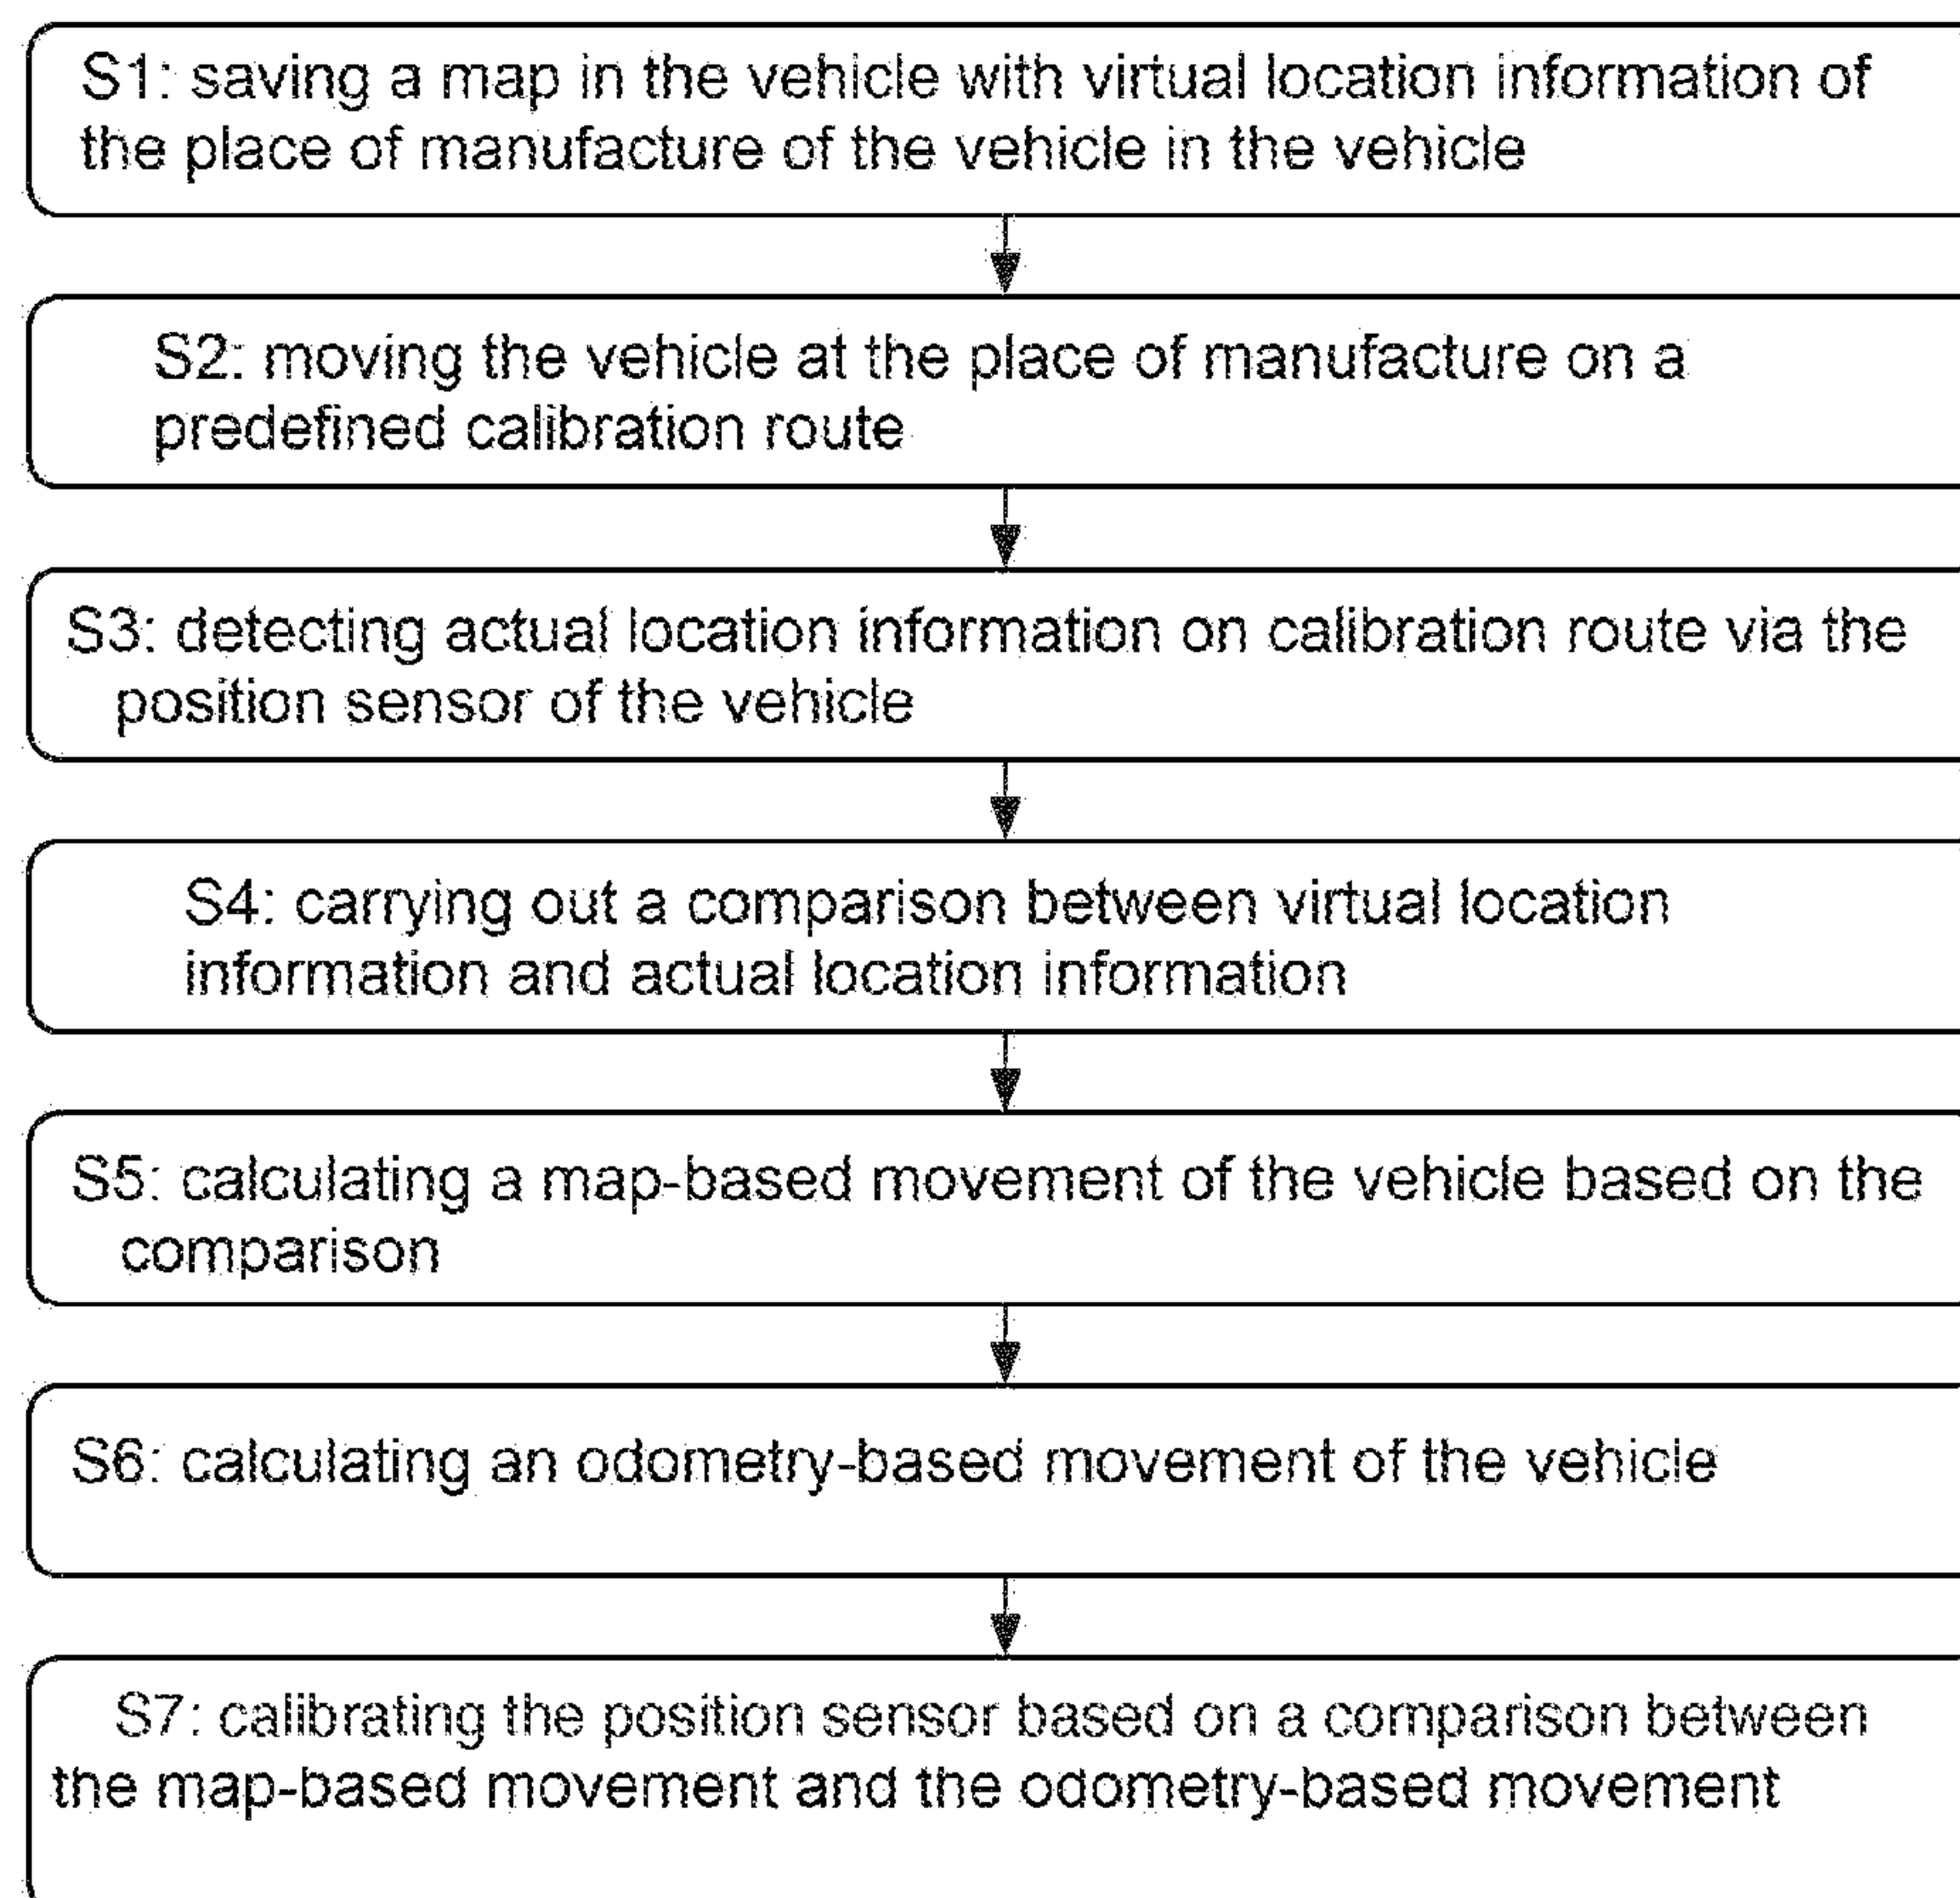 S1: saving a map in the vehicle with virtual location information of
the place of manufacture of the vehicle in the vehicle
S2: moving the vehicle at the place of manufacture on a
predefined calibration route
S3: detecting actual location information on calibration route via the
position sensor of the vehicle
S4: carrying out a comparison between virtual location
information and actual location information
S5: calculating a map-based movement of the vehicle based on the
comparison
S6: calculating an odometry-based movement of the vehicle
S7: calibrating the position sensor based on a comparison between
the map-based movement and the odometry-based movement